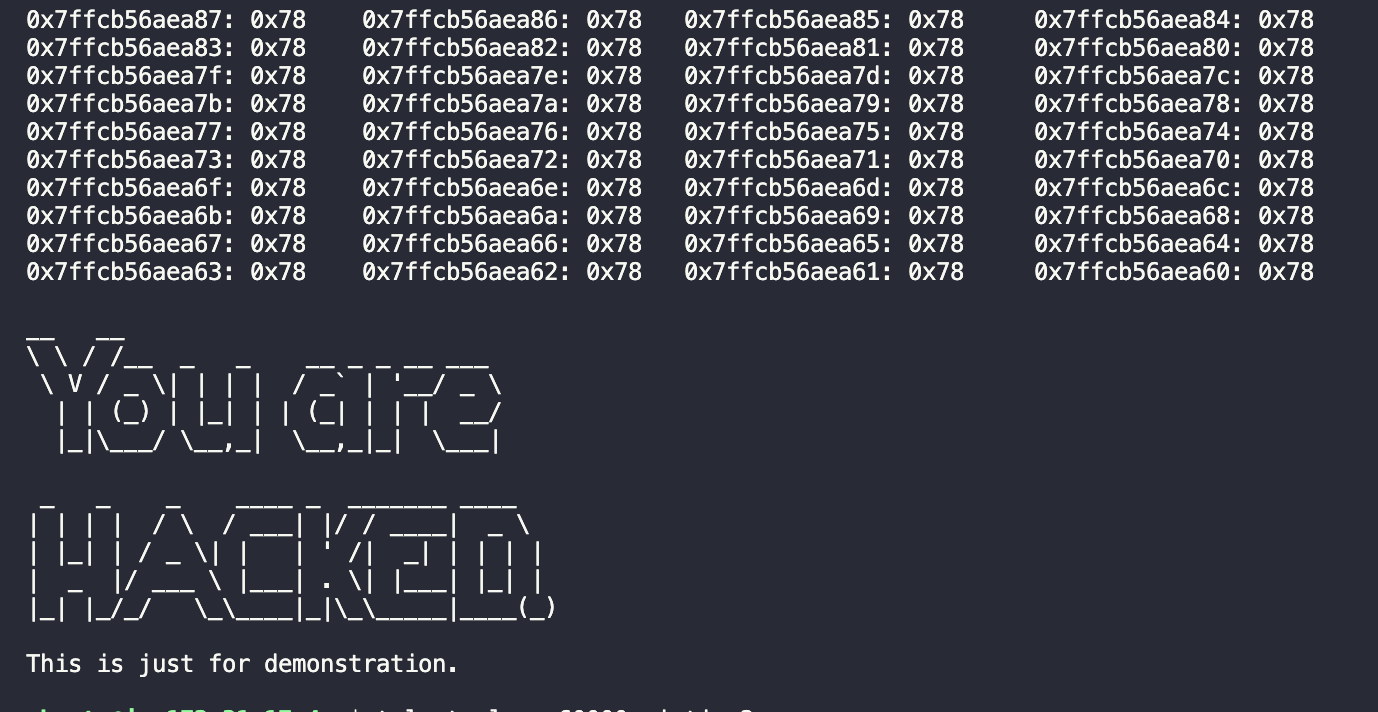 0x7ffcb56aea87: 0x78 0x7ffcb56aea86: 0x78 0x7ffcb56aea85: 0x78 0x7ffcb56aea84: 0x78
0x7ffcb56aea83: 0x78 0x7ffcb56aea82: 0x78 0x7ffcb56aea81: 0x78 0x7ffcb56aea80: 0x78
0x7ffcb56aea7f: 0x78 0x7ffcb56aea7e: 0x78 0x7ffcb56aea7d: 0x78 0x7ffcb56aea7c: 0x78
0x7ffcb56aea7b: 0x78 0x7ffcb56aea7a: 0x78 0x7ffcb56aea79: 0x78 0x7ffcb56aea78: 0x78
0x7ffcb56aea77: 0x78 0x7ffcb56aea76: 0x78 0x7ffcb56aea75: 0x78 0x7ffcb56aea74: 0x78
0x7ffcb56aea73: 0x78 0x7ffcb56aea72: 0x78 0x7ffcb56aea71: 0x78 0x7ffcb56aea70: 0x78
0x7ffcb56aea6f: 0x78 0x7ffcb56aea6e: 0x78 0x7ffcb56aea6d: 0x78 0x7ffcb56aea6c: 0x78
0x7ffcb56aea6b: 0x78 0x7ffcb56aea6a: 0x78 0x7ffcb56aea69: 0x78 0x7ffcb56aea68: 0x78
0x7ffcb56aea67: 0x78 0x7ffcb56aea66: 0x78 0x7ffcb56aea65: 0x78 0x7ffcb56aea64: 0x78
0x7ffcb56aea63: 0x78 0x7ffcb56aea62: 0x78 0x7ffcb56aea61: 0x78 0x7ffcb56aea60: 0x78
You are
HACKED.
This is just for demonstration.